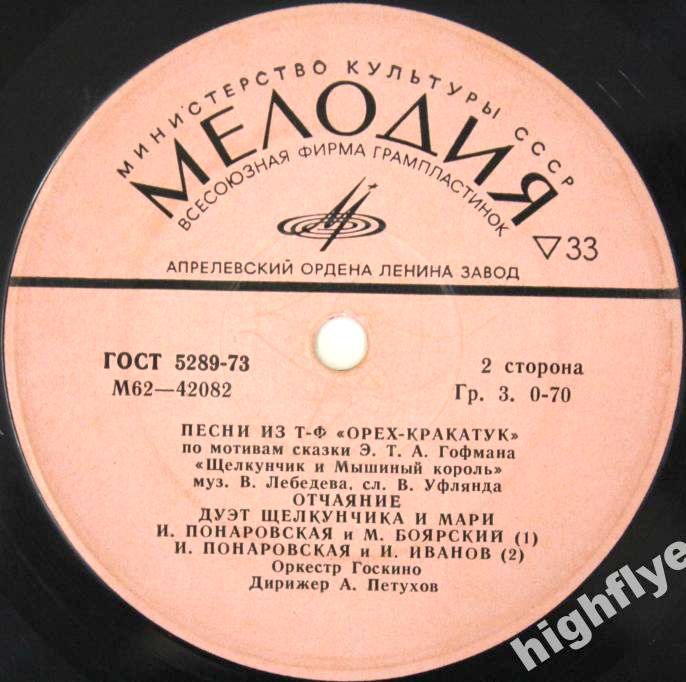 МИНИСТЕРСТВО КУЛЬТУРЫ СССР
МЕЛОДИЯ
ВСЕСОЮЗНАЯ ФИРМА ГРАМПЛАСТИНОК
▽33
АПРЕЛЕВСКИЙ ОРДЕНА ЛЕНИНА ЗАВОД
ГОСТ 5289-73
2 сторона
М62—42082
Гр. 3. 0-70
ПЕСНИ ИЗ Т-Ф «ОРЕХ-КРАКАТУК»
по мотивам сказки Э. Т. А. Гофмана
«Щелкунчик и Мышиный король»
муз. В. Лебедева, сл. В. Уфлянда
ОТЧАЯНИЕ
ДУЭТ ЩЕЛКУНЧИКА И МАРИ
И. ПОНАРОВСКАЯ и М. БОЯРСКИЙ (1)
И. ПОНАРОВСКАЯ и И. ИВАНОВ (2)
Оркестр Госкино
Дирижер А. Петухов
highflye